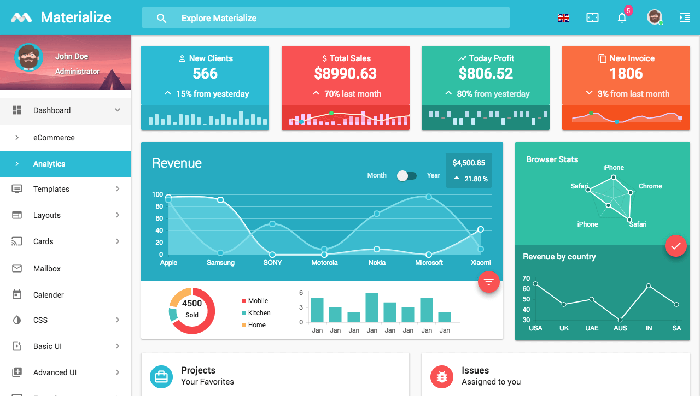 Materialize
Explore Materialize
5
John Doe
Administrator
Dashboard
eCommerce
Analytics
Templates
Layouts
Cards
Mailbox
Calender
CSS
Basic UI
Advanced UI
New Clients
566
15% from yesterday
$ Total Sales
$8990.63
70% last month
Today Profit
$806.52
80% from yesterday
New Invoice
1806
3% from last month
Revenue
Month
Year
$4,500.85
21.80 %
100
80
60
40
20
0
Apple Samsung SONY Motorola Nokia Microsoft Xiaomi
4500
Sold
Mobile
Kitchen
Home
6
3
0
Jan Jan Jan Jan Jan Jan Jan Jan
Browser Stats
iPhone
Safari
Chrome
iPhone
Safari
Revenue by country
70
60
50
40
30
USA UK UAE AUS IN SA
Projects
Your Favorites
Issues
Assigned to you